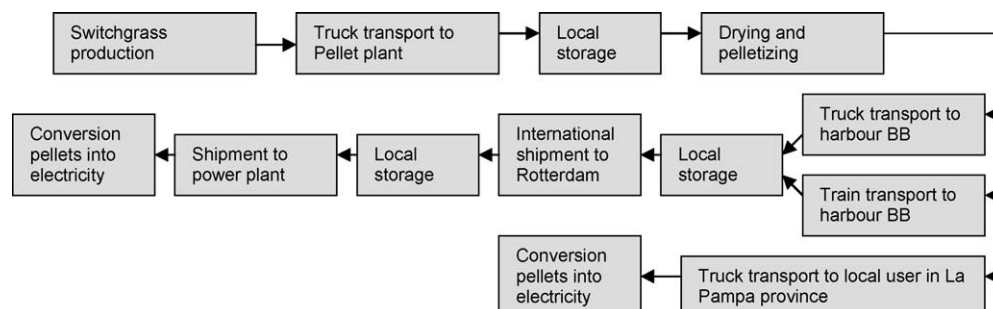 Switchgrass
production
Truck transport to
Pellet plant
Local
storage
Drying and
pelletizing
Truck transport to
harbour BB
Train transport to
harbour BB
Local
storage
International
shipment to
Rotterdam
Local
storage
Shipment to
power plant
Conversion
pellets into
electricity
Truck transport to local user in La
Pampa province
Conversion
pellets into
electricity